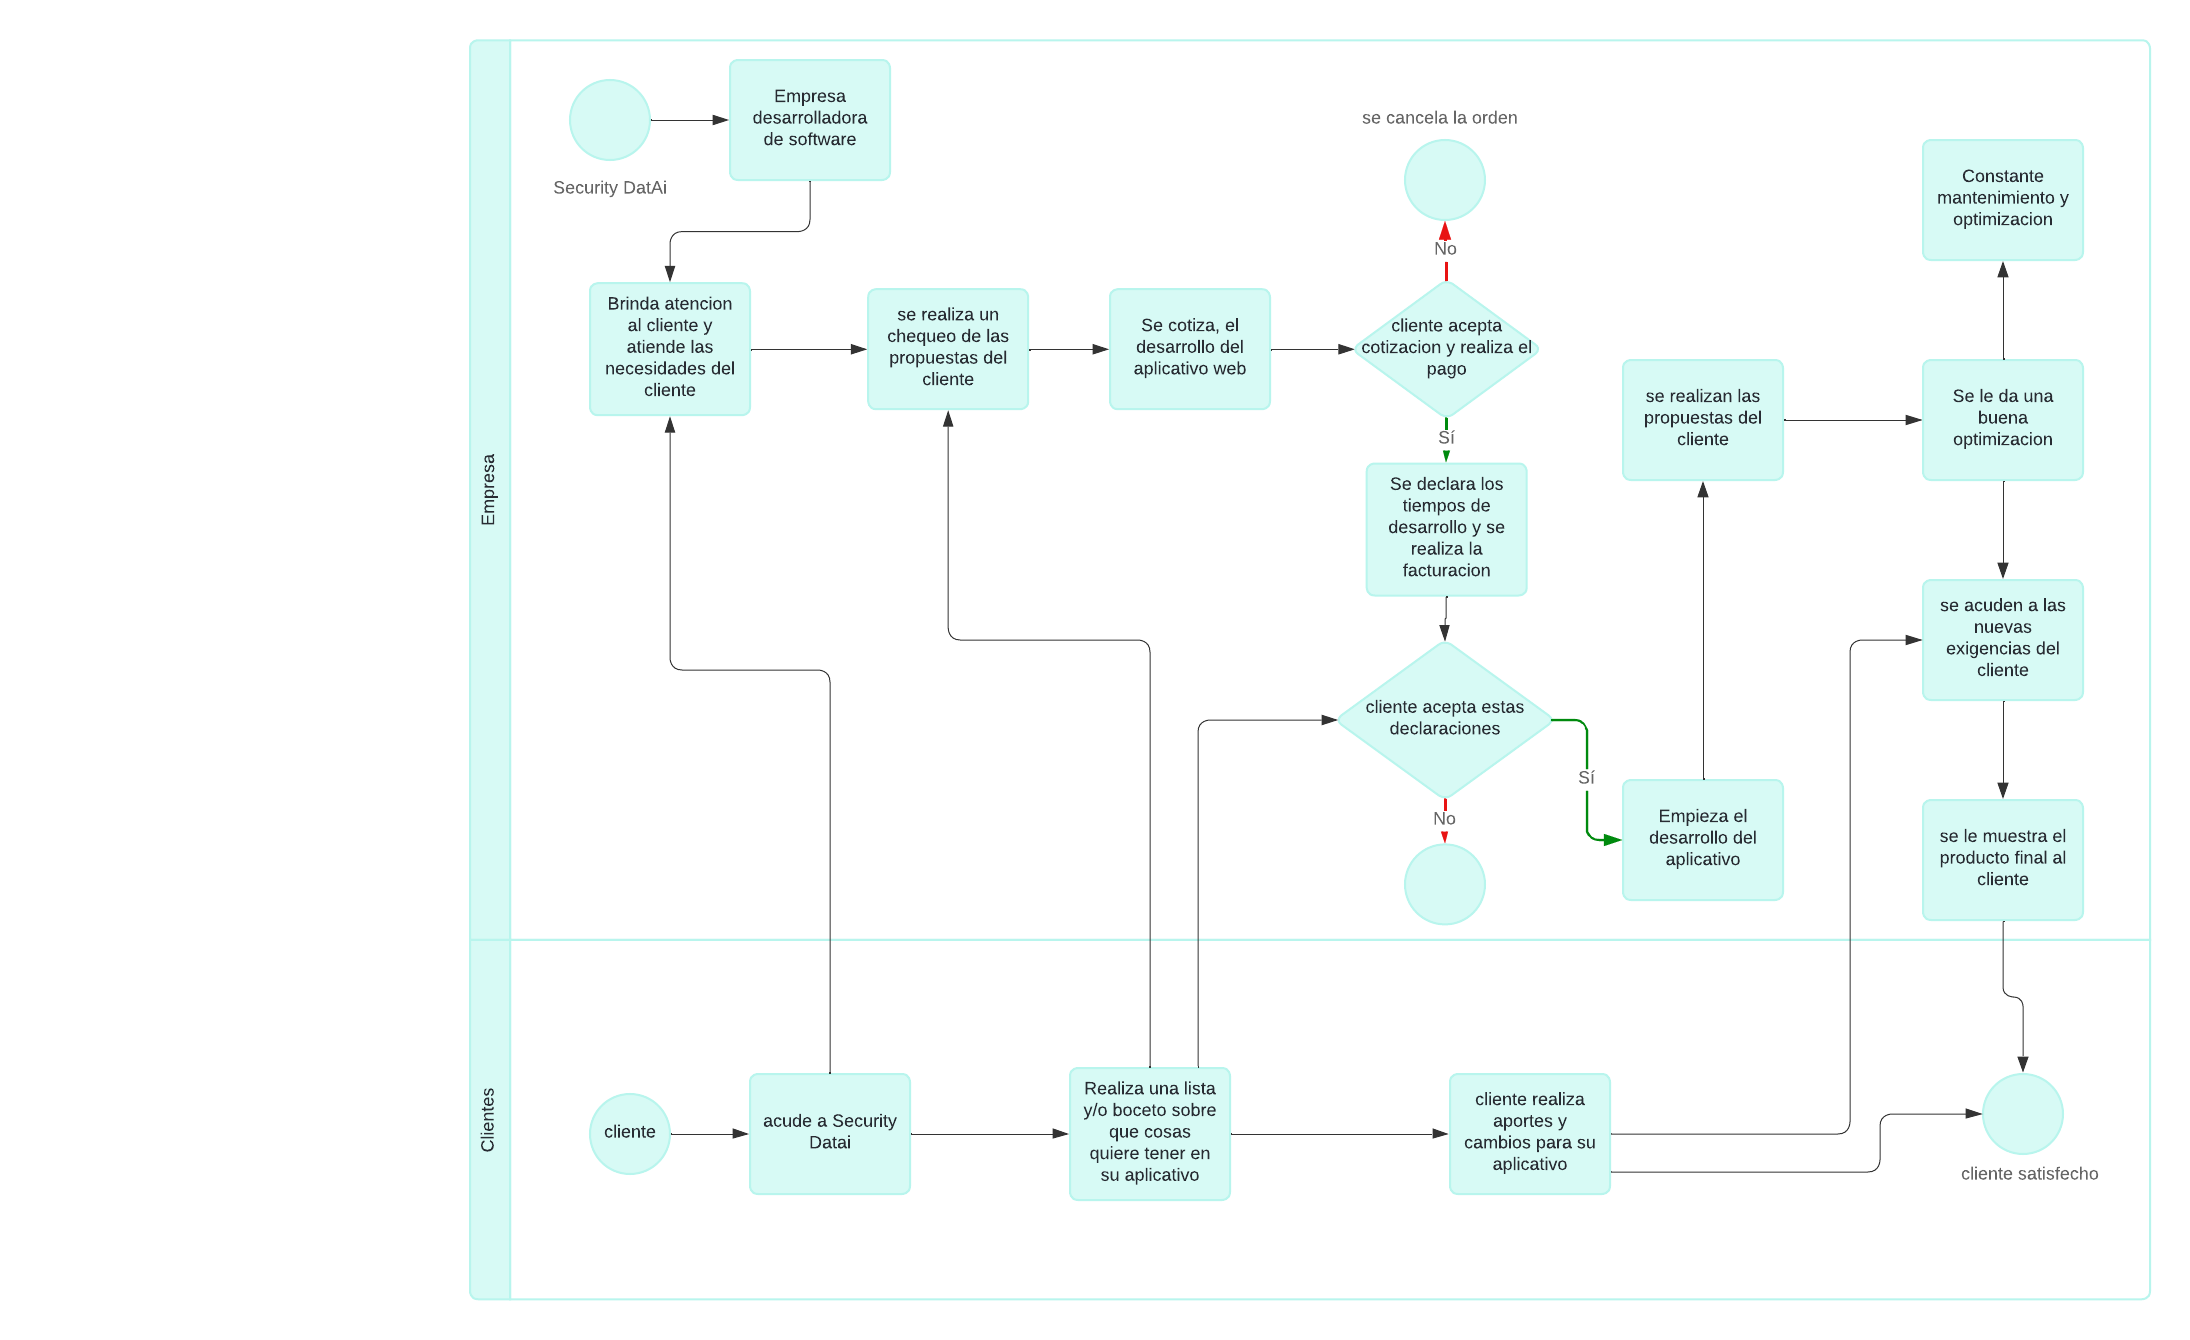 Empresa
Empresa
desarrolladora
de software
Security DatAi
Brinda atencion
al cliente y
atiende las
necesidades del
cliente
se realiza un
chequeo de las
propuestas del
cliente
Se cotiza, el
desarrollo del
aplicativo web
se cancela la orden
No
cliente acepta
cotizacion y realiza el
pago
Sí
Se declara los
tiempos de
desarrollo y se
realiza la
facturacion
cliente acepta estas
declaraciones
No
Sí
Empieza el
desarrollo del
aplicativo
se realizan las
propuestas del
cliente
Se le da una
buena
optimizacion
Constante
mantenimiento y
optimizacion
se acuden a las
nuevas
exigencias del
cliente
se le muestra el
producto final al
cliente
Clientes
cliente
acude a Security
Datai
Realiza una lista
y/o boceto sobre
que cosas
quiere tener en
su aplicativo
cliente realiza
aportes y
cambios para su
aplicativo
cliente satisfecho